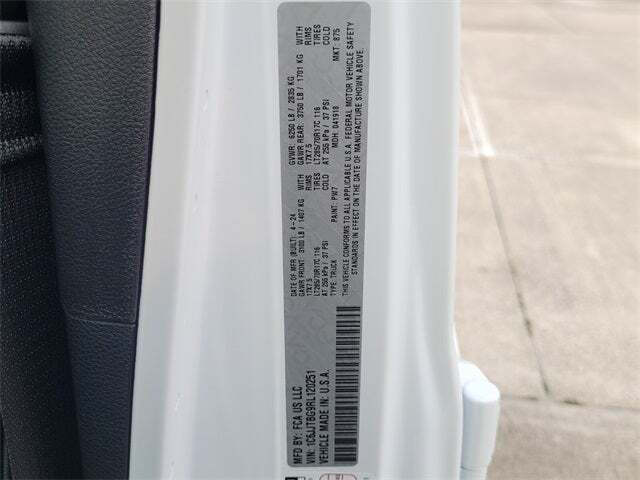 MFD BY: FCA US LLC
DATE OF MFR (BUILT): 4-24
GVWR: 6250 LB / 2835 KG
GAWR FRONT: 3100 LB / 1407 KG WITH
GAWR REAR: 3750 LB / 1701 KG WITH
17X7.5 RIMS
17X7.5 RIMS
LT285/70R17C 116 TIRES
LT285/70R17C 116 TIRES
AT 255 kPa / 37 PSI COLD
AT 255 kPa / 37 PSI COLD
TYPE: TRUCK
PAINT: PW7
MDH: 041918
MKT: B75
VIN: 1C6JJTBG9RL120251
VEHICLE MADE IN: U.S.A.
THIS VEHICLE CONFORMS TO ALL APPLICABLE U.S.A. FEDERAL MOTOR VEHICLE SAFETY
STANDARDS IN EFFECT ON THE DATE OF MANUFACTURE SHOWN ABOVE.